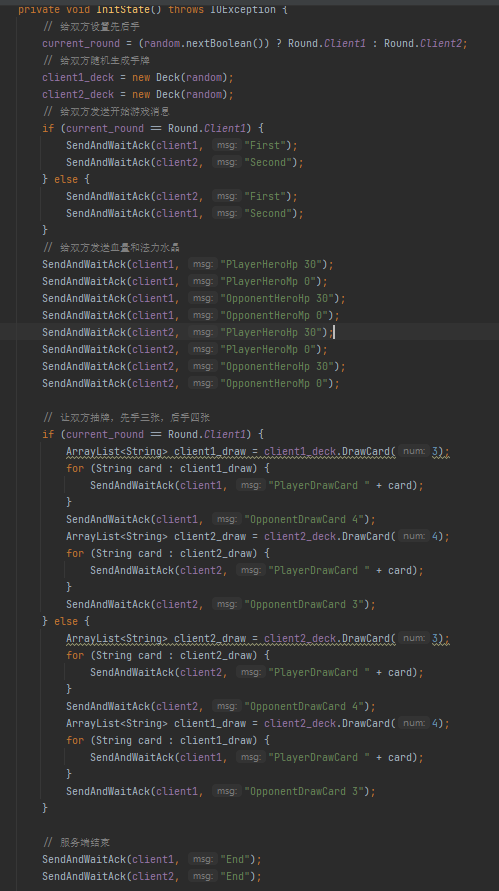 private void InitState() throws IOException {
// 给双方设置先后手
current_round = (random.nextBoolean()) ? Round.Client1 : Round.Client2;
// 给双方随机生成手牌
client1_deck = new Deck(random);
client2_deck = new Deck(random);
// 给双方发送开始游戏消息
if (current_round == Round.Client1) {
SendAndWaitAck(client1, msg: "First");
SendAndWaitAck(client2, msg: "Second");
} else {
SendAndWaitAck(client2, msg: "First");
SendAndWaitAck(client1, msg: "Second");
}
// 给双方发送血量和法力水晶
SendAndWaitAck(client1, msg: "PlayerHeroHp 30");
SendAndWaitAck(client1, msg: "PlayerHeroMp 0");
SendAndWaitAck(client1, msg: "OpponentHeroHp 30");
SendAndWaitAck(client1, msg: "OpponentHeroMp 0");
SendAndWaitAck(client2, msg: "PlayerHeroHp 30");
SendAndWaitAck(client2, msg: "PlayerHeroMp 0");
SendAndWaitAck(client2, msg: "OpponentHeroHp 30");
SendAndWaitAck(client2, msg: "OpponentHeroMp 0");
// 让双方抽牌，先手三张，后手四张
if (current_round == Round.Client1) {
ArrayList<String> client1_draw = client1_deck.DrawCard( num: 3);
for (String card : client1_draw) {
SendAndWaitAck(client1, msg: "PlayerDrawCard " + card);
}
SendAndWaitAck(client1, msg: "OpponentDrawCard 4");
ArrayList<String> client2_draw = client2_deck.DrawCard( num: 4);
for (String card : client2_draw) {
SendAndWaitAck(client2, msg: "PlayerDrawCard " + card);
}
SendAndWaitAck(client2, msg: "OpponentDrawCard 3");
} else {
ArrayList<String> client2_draw = client2_deck.DrawCard( num: 3);
for (String card : client2_draw) {
SendAndWaitAck(client2, msg: "PlayerDrawCard " + card);
}
SendAndWaitAck(client2, msg: "OpponentDrawCard 4");
ArrayList<String> client1_draw = client2_deck.DrawCard( num: 4);
for (String card : client1_draw) {
SendAndWaitAck(client1, msg: "PlayerDrawCard " + card);
}
SendAndWaitAck(client1, msg: "OpponentDrawCard 3");
}
// 服务端结束
SendAndWaitAck(client1, msg: "End");
SendAndWaitAck(client2, msg: "End");